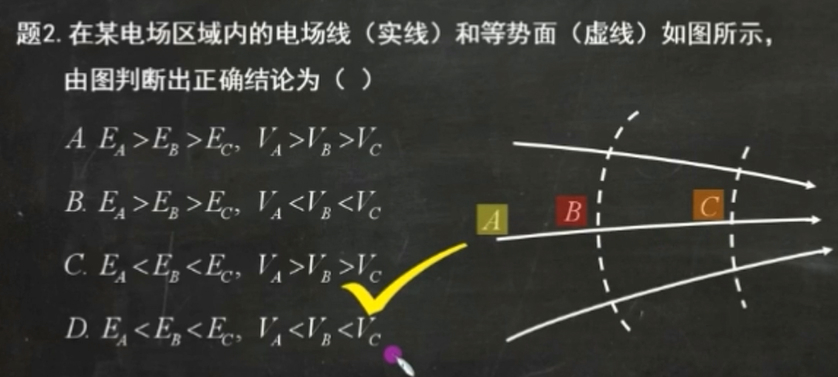 题2. 在某电场区域内的电场线（实线）和等势面（虚线）如图所示，
由图判断出正确结论为（ ）
A. E_A>E_B>E_C, V_A>V_B>V_C
B. E_A>E_B>E_C, V_A<V_B<V_C
C. E_A<E_B<E_C, V_A>V_B>V_C
D. E_A<E_B<E_C, V_A<V_B<V_C
A B C